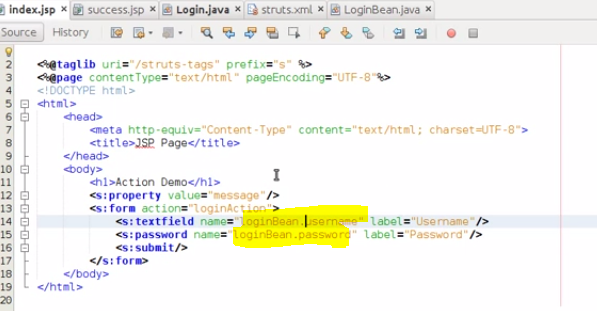 index.jsp success.jsp Login.java struts.xml LoginBean.java
Source History
2 <%@taglib uri="/struts-tags" prefix="s" %>
3 <%@page contentType="text/html" pageEncoding="UTF-8"%>
4 <!DOCTYPE html>
5 <html>
6 <head>
7 <meta http-equiv="Content-Type" content="text/html; charset=UTF-8">
8 <title>JSP Page</title>
9 </head>
10 <body>
11 <h1>Action Demo</h1>
12 <s:property value="message"/>
13 <s:form action="loginAction">
14 <s:textfield name="loginBean.username" label="Username"/>
15 <s:password name="loginBean.password" label="Password"/>
16 <s:submit/>
17 </s:form>
18 </body>
19 </html>
20